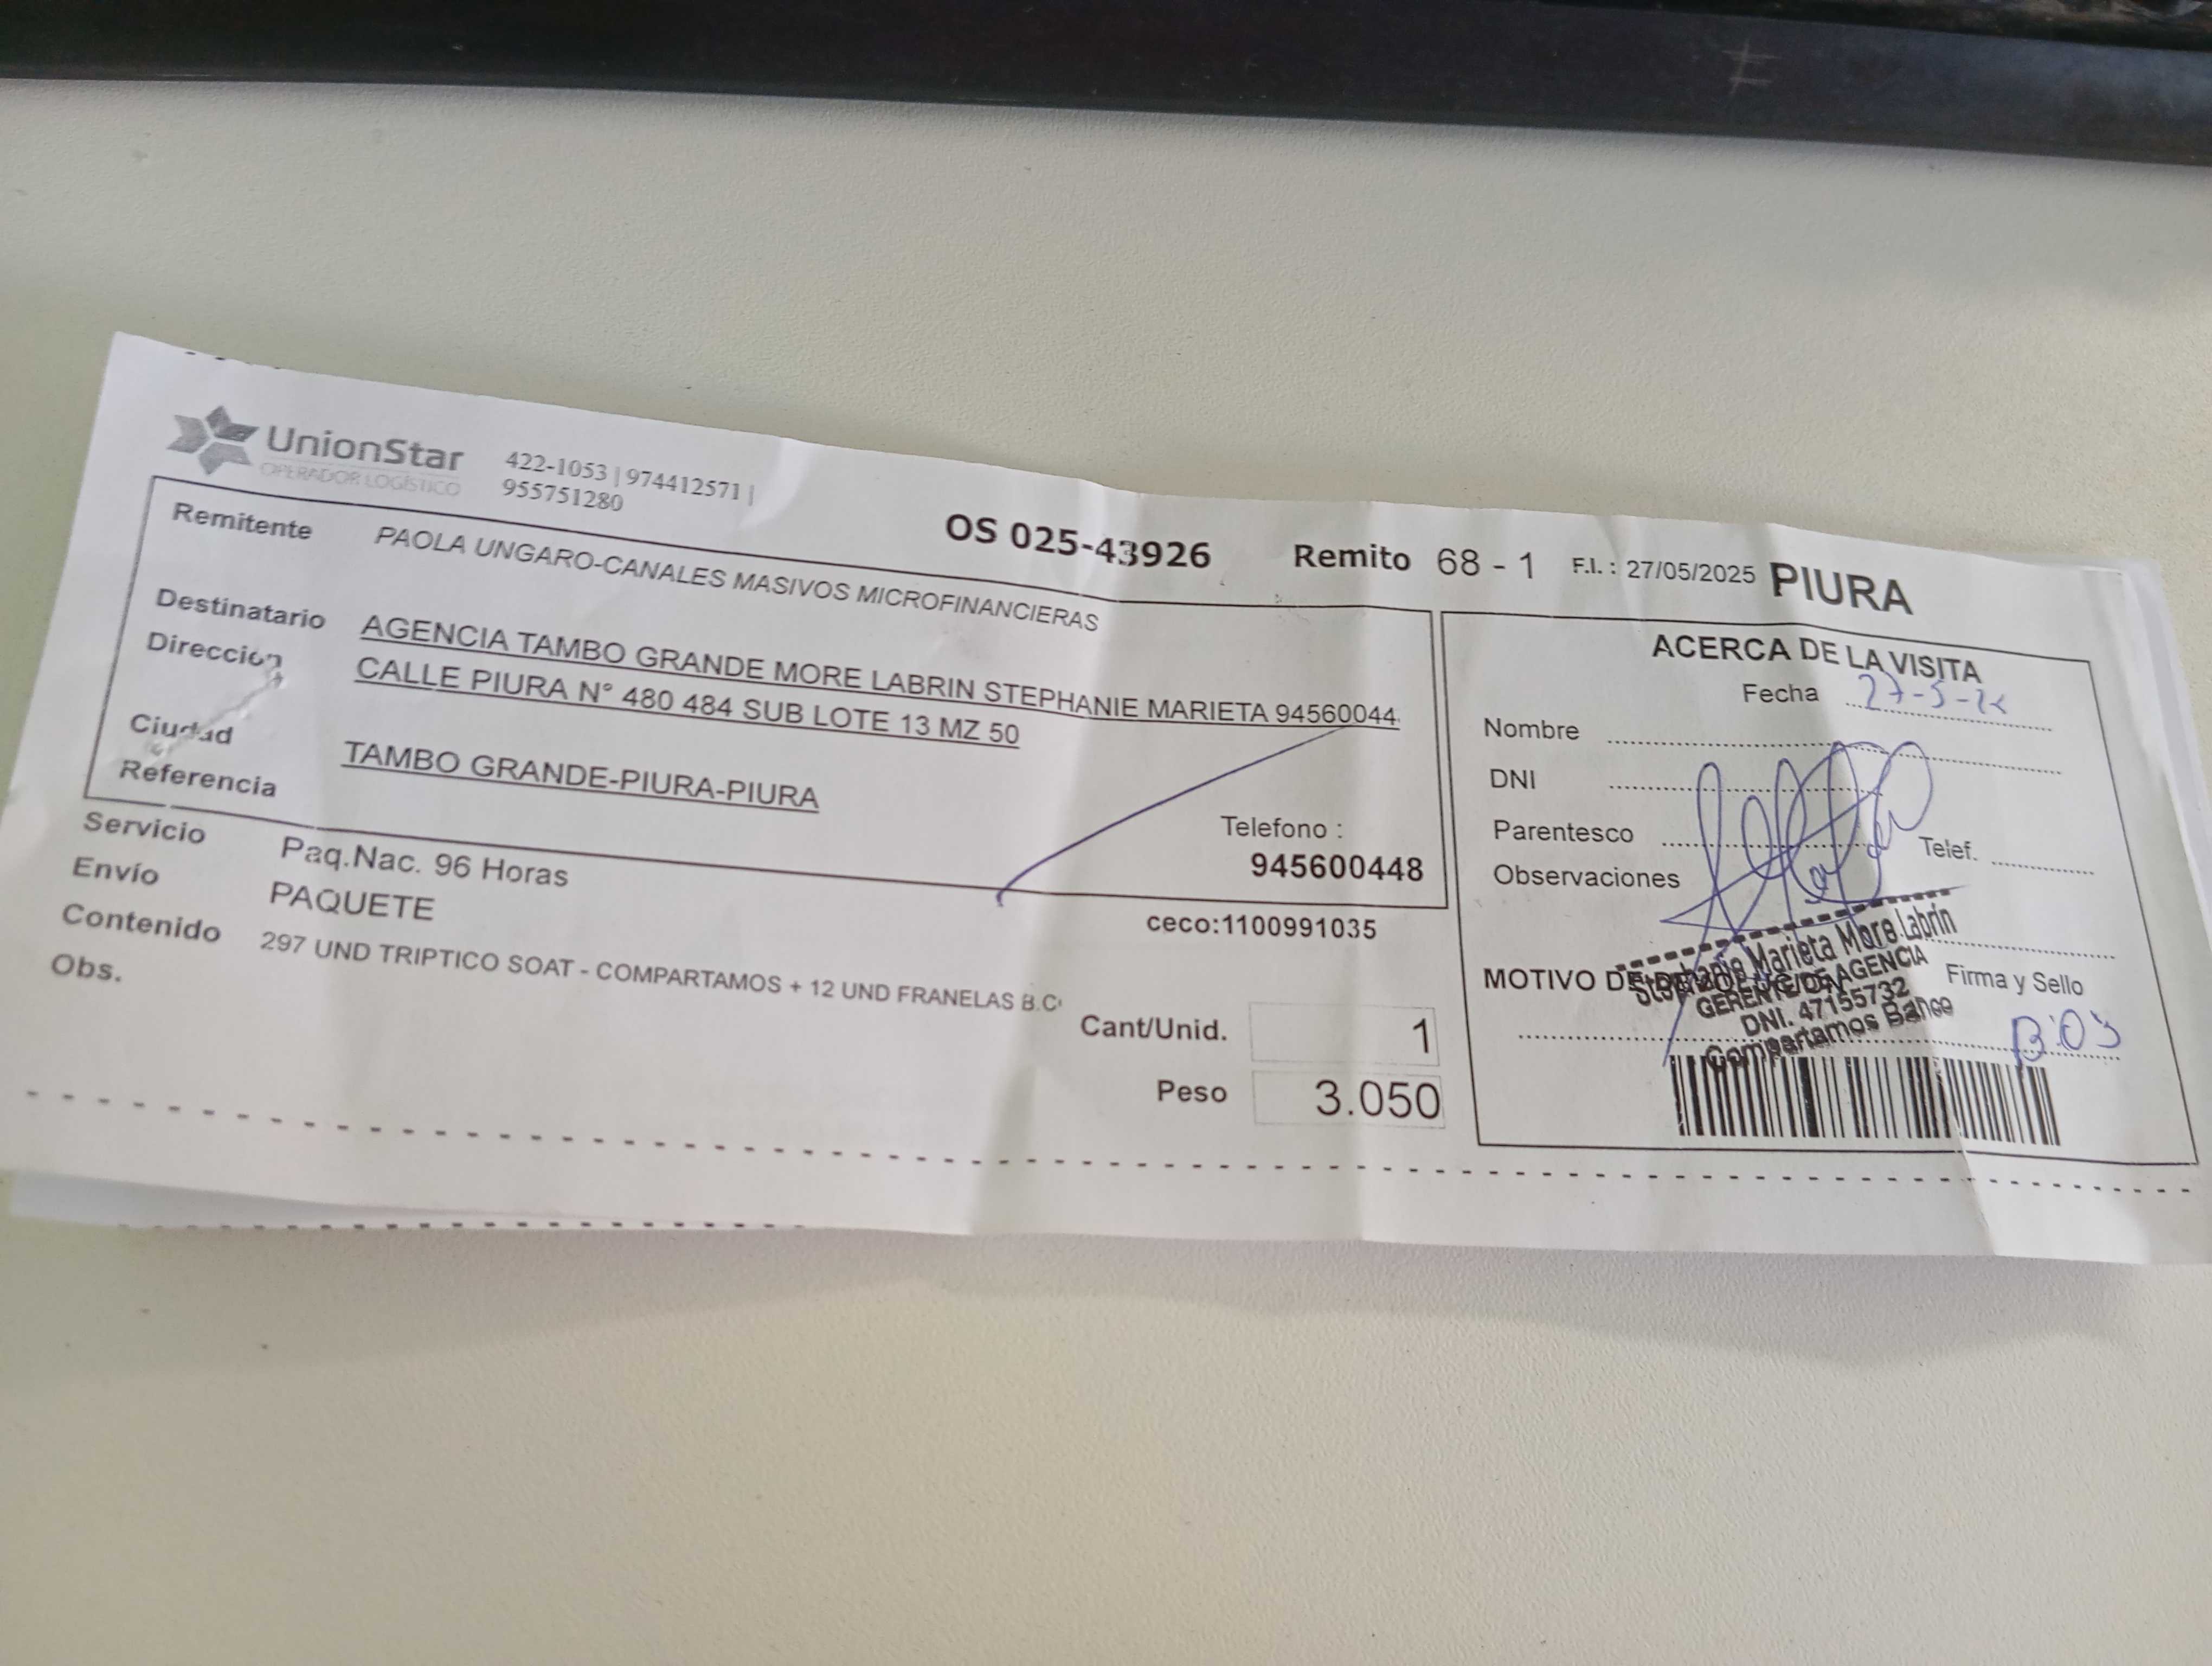 UnionStar
OPERADOR LOGÍSTICO
422-1053 | 974412571 |
955751280
OS 025-43926 Remito 68 - 1 F.I. : 27/05/2025 PIURA
Remitente PAOLA UNGARO-CANALES MASIVOS MICROFINANCIERAS
Destinatario AGENCIA TAMBO GRANDE MORE LABRIN STEPHANIE MARIETA 94560044
Dirección CALLE PIURA N° 480 484 SUB LOTE 13 MZ 50
Ciudad TAMBO GRANDE-PIURA-PIURA
Referencia
Telefono :
945600448
Servicio Paq.Nac. 96 Horas
Envío PAQUETE
ceco:1100991035
Contenido 297 UND TRIPTICO SOAT - COMPARTAMOS + 12 UND FRANELAS B.C
Obs.
Cant/Unid. 1
Peso 3.050
ACERCA DE LA VISITA
Fecha
Nombre
DNI
Parentesco Telef.
Observaciones
Stephanie Marieta More Labrin
GERENTE DE AGENCIA
DNI. 47155732
Compartamos Banco
Firma y Sello
MOTIVO DE